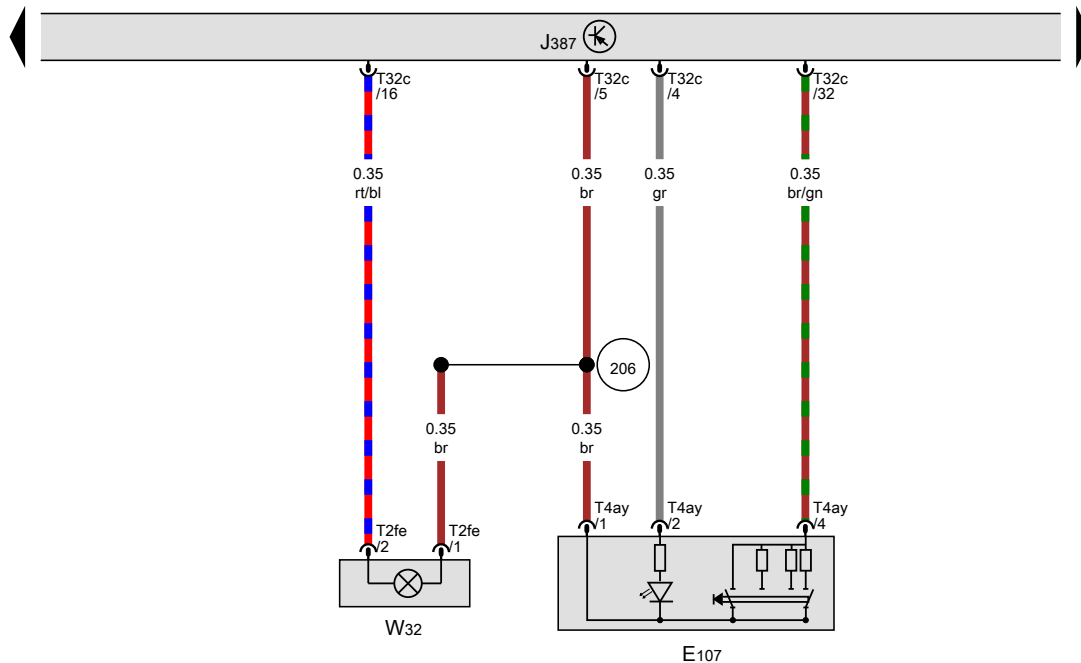 J387
T32c
/16
T32c
/5
T32c
/4
T32c
/32
0.35
rt/bl
0.35
br
0.35
gr
0.35
br/gn
206
0.35
br
0.35
br
T2fe
/2
T2fe
/1
T4ay
/1
T4ay
/2
T4ay
/4
W32
E107